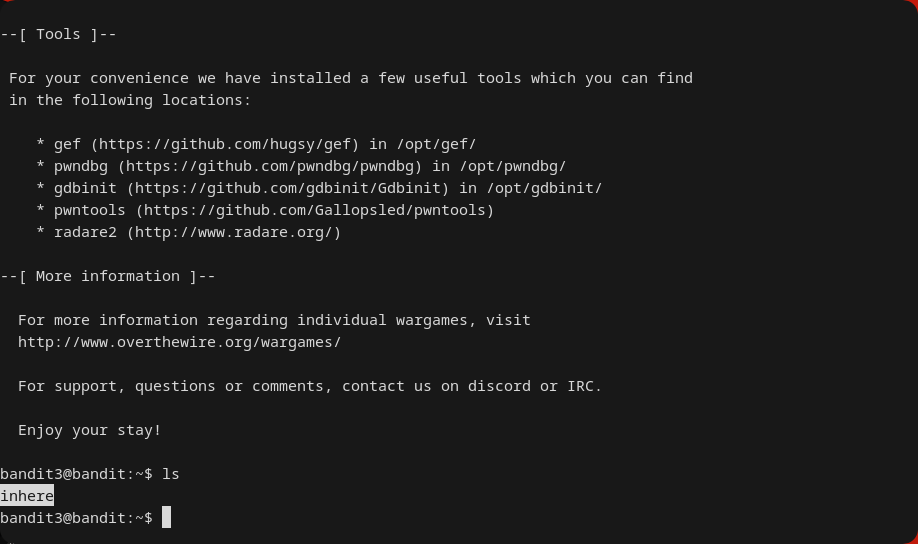 --[ Tools ]--
For your convenience we have installed a few useful tools which you can find
in the following locations:
* gef (https://github.com/hugsy/gef) in /opt/gef/
* pwndbg (https://github.com/pwndbg/pwndbg) in /opt/pwndbg/
* gdbinit (https://github.com/gdbinit/Gdbinit) in /opt/gdbinit/
* pwntools (https://github.com/Gallopsled/pwntools)
* radare2 (http://www.radare.org/)
--[ More information ]--
For more information regarding individual wargames, visit
http://www.overthewire.org/wargames/
For support, questions or comments, contact us on discord or IRC.
Enjoy your stay!
bandit3@bandit:~$ ls
inhere
bandit3@bandit:~$